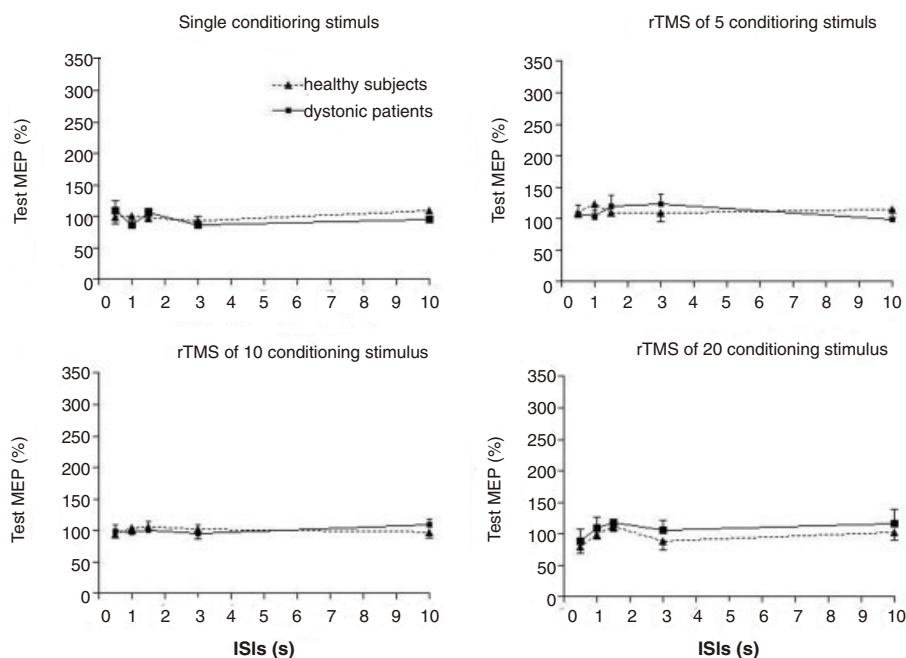 Single conditioring stimuls
350
300
250
200
150
100
50
0
Test MEP (%)
healthy subjects
dystonic patients
0 1 2 3 4 5 6 7 8 9 10
rTMS of 5 conditioring stimuls
350
300
250
200
150
100
50
0
Test MEP (%)
0 1 2 3 4 5 6 7 8 9 10
rTMS of 10 conditioning stimulus
350
300
250
200
150
100
50
0
Test MEP (%)
0 1 2 3 4 5 6 7 8 9 10
ISIs (s)
rTMS of 20 conditioning stimulus
350
300
250
200
150
100
50
0
Test MEP (%)
0 1 2 3 4 5 6 7 8 9 10
ISIs (s)